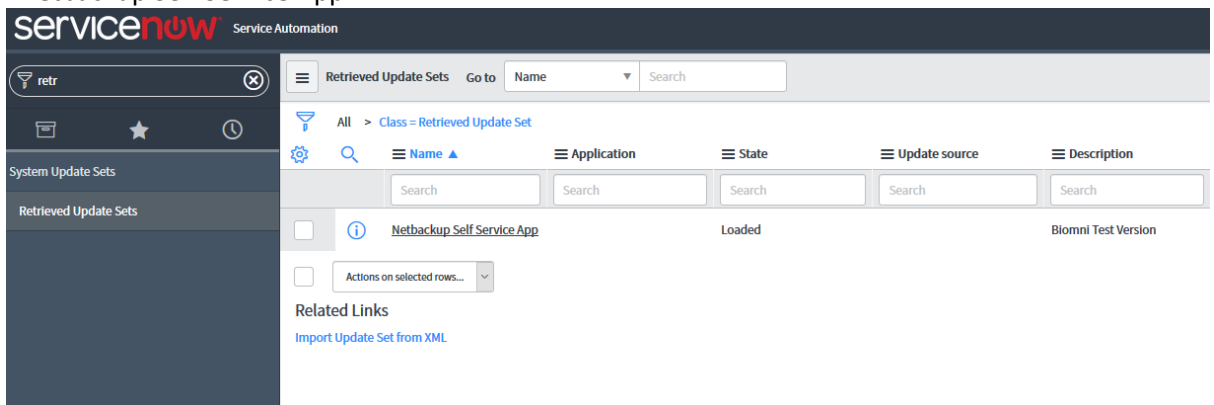 servicenow Service Automation
retr
Retrieved Update Sets Go to Name Search
All > Class = Retrieved Update Set
Name Application State Update source Description
System Update Sets
Search Search Search Search Search
Retrieved Update Sets
Netbackup Self Service App Loaded Biomni Test Version
Actions on selected rows...
Related Links
Import Update Set from XML